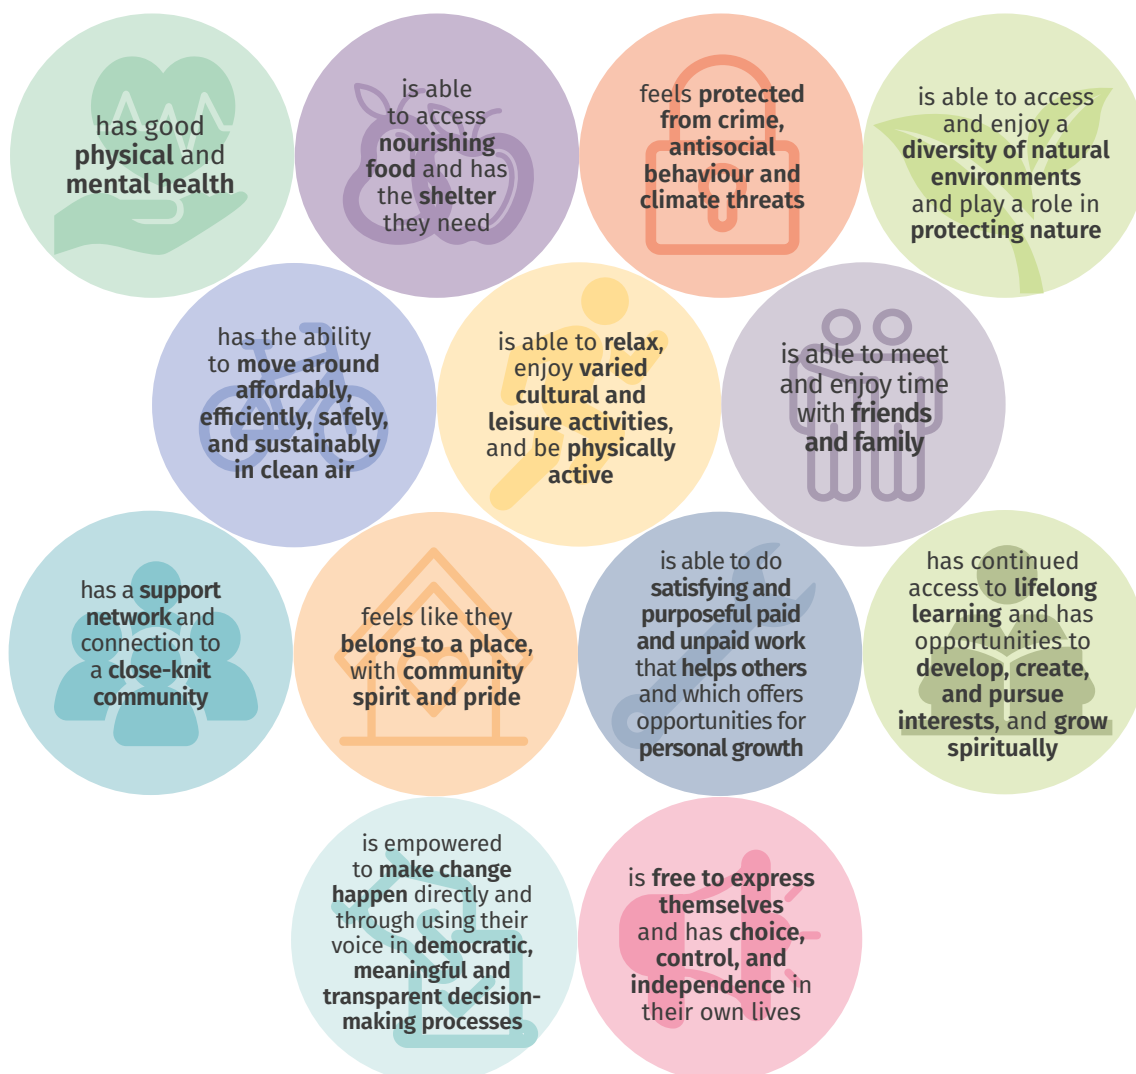 has good
physical and
mental health
is able
to access
nourishing
food and has
the shelter
they need
feels protected
from crime,
antisocial
behaviour and
climate threats
is able to access
and enjoy a
diversity of natural
environments
and play a role in
protecting nature
has the ability
to move around
affordably,
efficiently, safely,
and sustainably
in clean air
is able to relax,
enjoy varied
cultural and
leisure activities,
and be physically
active
is able to meet
and enjoy time
with friends
and family
has a support
network and
connection to
a close-knit
community
feels like they
belong to a place,
with community
spirit and pride
is able to do
satisfying and
purposeful paid
and unpaid work
that helps others
and which offers
opportunities for
personal growth
has continued
access to lifelong
learning and has
opportunities to
develop, create,
and pursue
interests, and grow
spiritually
is empowered
to make change
happen directly and
through using their
voice in democratic,
meaningful and
transparent decision-
making processes
is free to express
themselves
and has choice,
control, and
independence in
their own lives